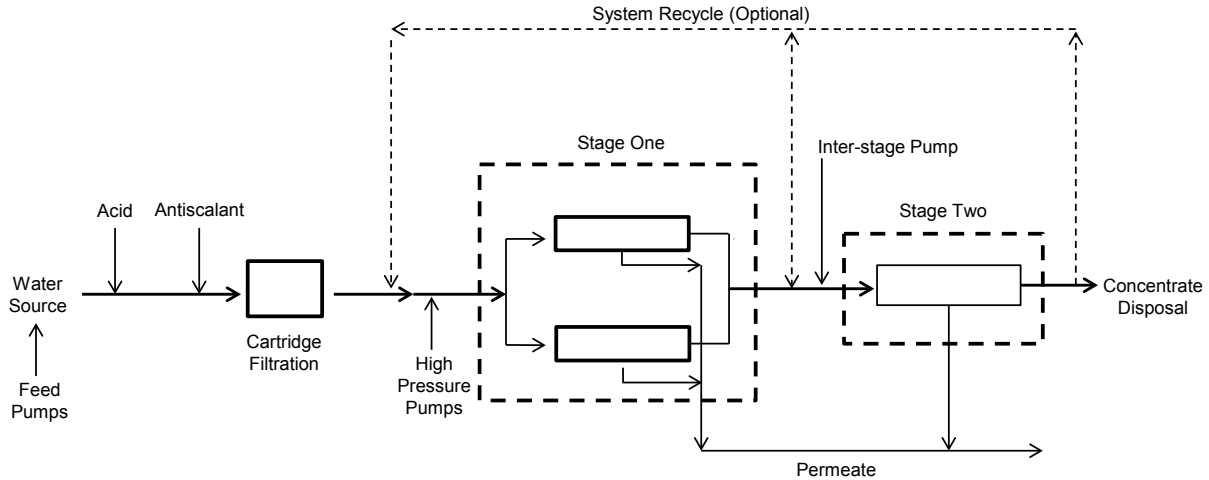 System Recycle (Optional)
Stage One
Inter-stage Pump
Acid
Antiscalant
Stage Two
Water
Source
Concentrate
Disposal
Cartridge
Filtration
High
Pressure
Pumps
Feed
Pumps
Permeate